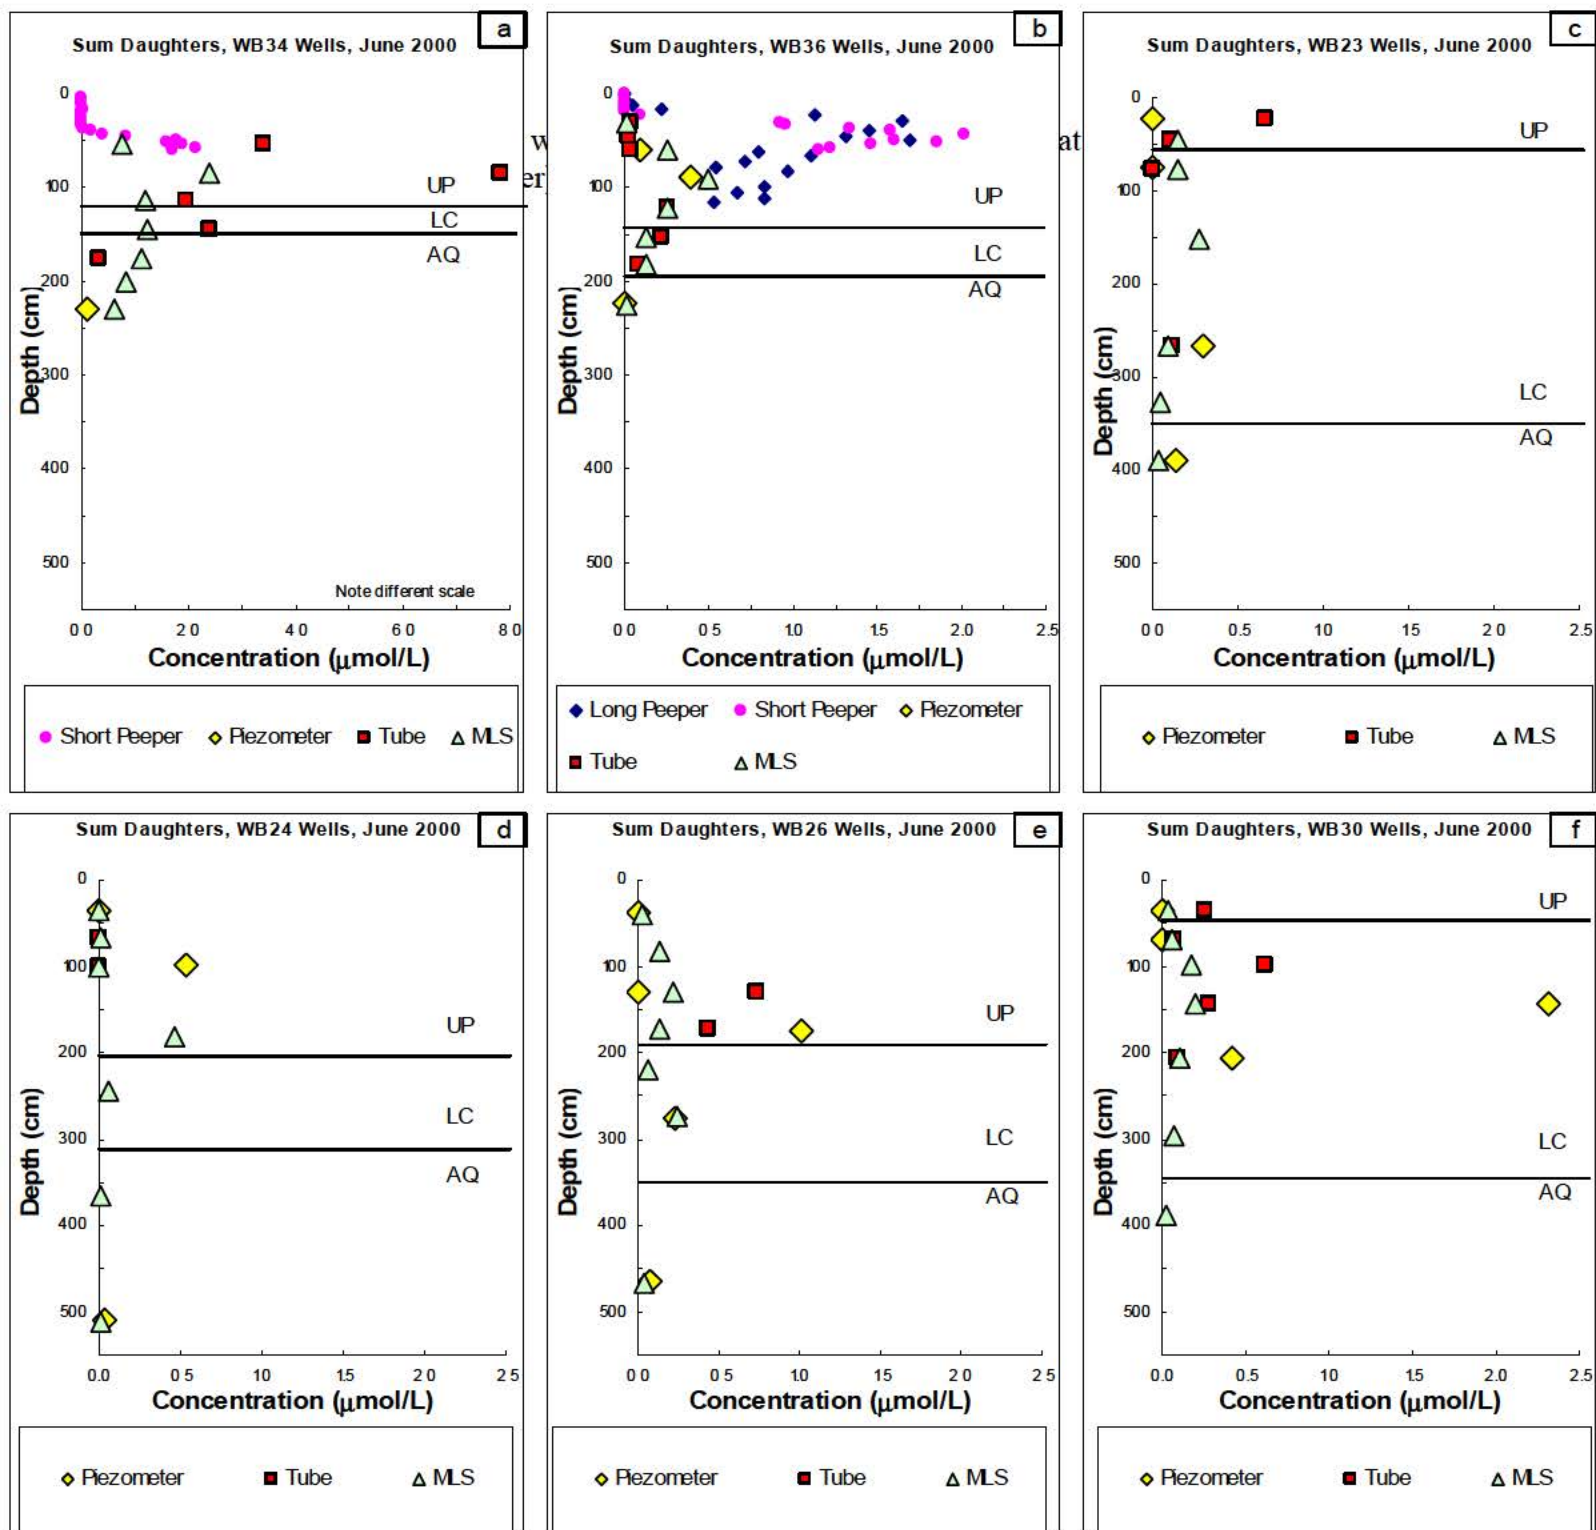 a
Sum Daughters, WB34 Wells, June 2000
0
100
200
300
400
500
Depth (cm)
UP
LC
AQ
Note different scale
0 0 2 0 4 0 6 0 8 0
Concentration (µmol/L)
Short Peeper Piezometer Tube MLS
b
Sum Daughters, WB36 Wells, June 2000
w
at
er
0
100
200
300
400
500
Depth (cm)
UP
LC
AQ
0.0 0.5 1.0 1.5 2.0 2.5
Concentration (µmol/L)
Long Peeper Short Peeper Piezometer
Tube MLS
c
Sum Daughters, WB23 Wells, June 2000
0
100
200
300
400
500
Depth (cm)
UP
LC
AQ
0 0 0.5 1.0 1.5 2 0 2.5
Concentration (µmol/L)
Piezometer Tube MLS
d
Sum Daughters, WB24 Wells, June 2000
0
100
200
300
400
500
Depth (cm)
UP
LC
AQ
0.0 0 5 1 0 1.5 2 0 2 5
Concentration (µmol/L)
Piezometer Tube MLS
e
Sum Daughters, WB26 Wells, June 2000
0
100
200
300
400
500
Depth (cm)
UP
LC
AQ
0.0 0 5 1.0 1.5 2.0 2.5
Concentration (µmol/L)
Piezometer Tube MLS
f
Sum Daughters, WB30 Wells, June 2000
0
100
200
300
400
500
Depth (cm)
UP
LC
AQ
0.0 0.5 1 0 1.5 2.0 2.5
Concentration (µmol/L)
Piezometer Tube MLS